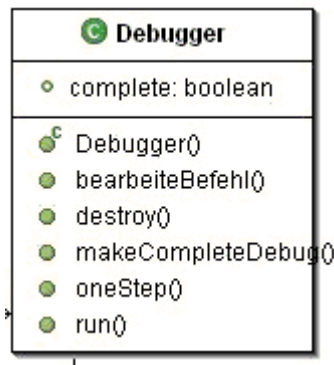 C Debugger
complete: boolean
C Debugger()
bearbeiteBefehl()
destroy()
makeCompleteDebug()
oneStep()
run()